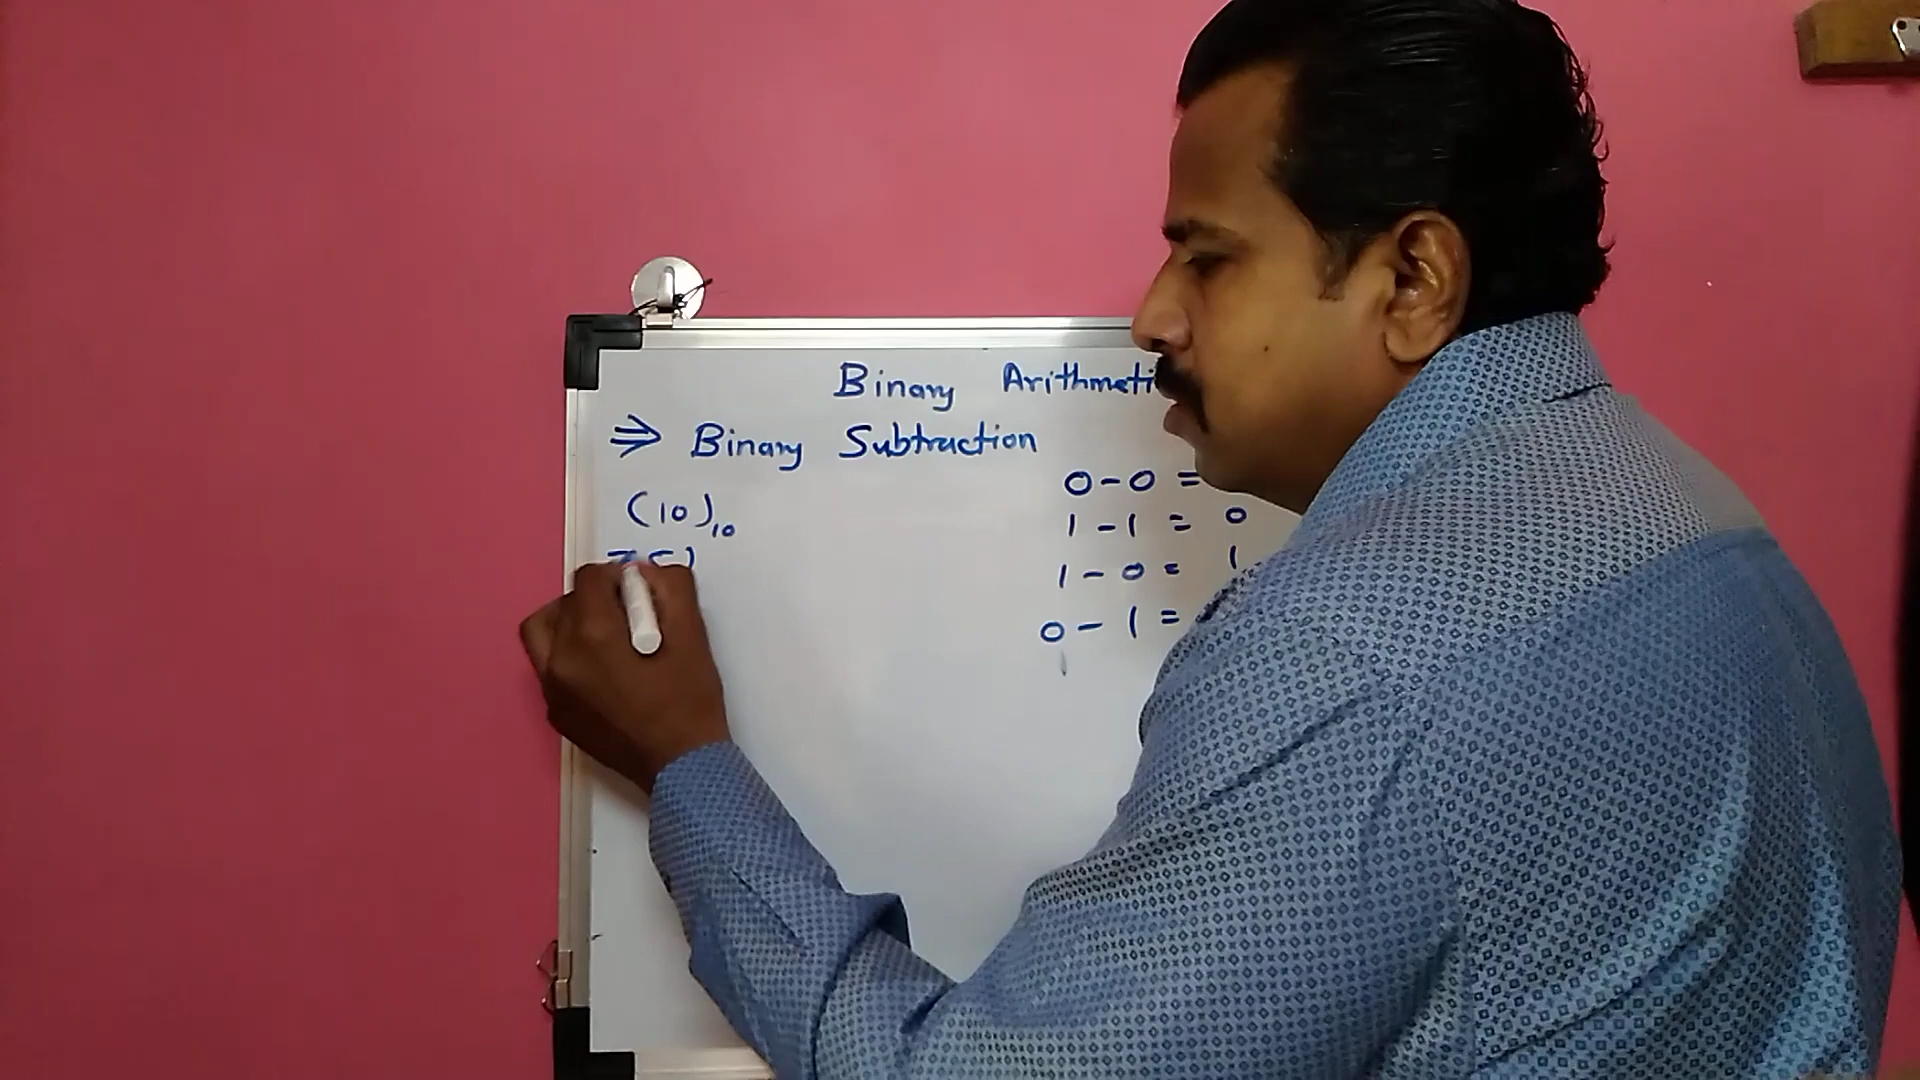 Binary Arithmeti
⇒ Binary Subtraction
(10)₁₀
0 - 0 =
1 - 1 = 0
1 - 0 = 1
0 - 1 =